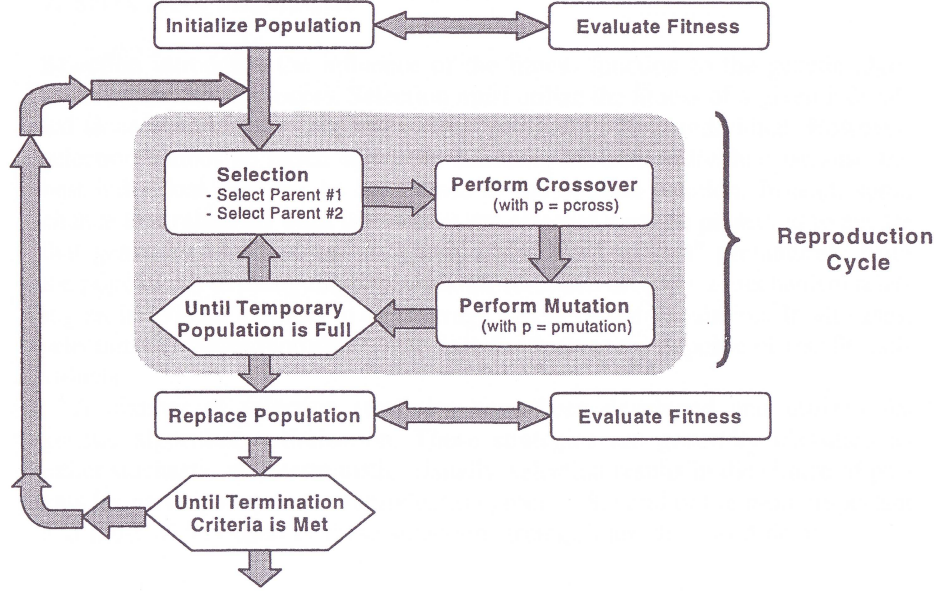 Initialize Population
Evaluate Fitness
Selection
- Select Parent #1
- Select Parent #2
Perform Crossover
(with p = pcross)
Reproduction
Cycle
Until Temporary
Population is Full
Perform Mutation
(with p = pmutation)
Replace Population
Evaluate Fitness
Until Termination
Criteria is Met